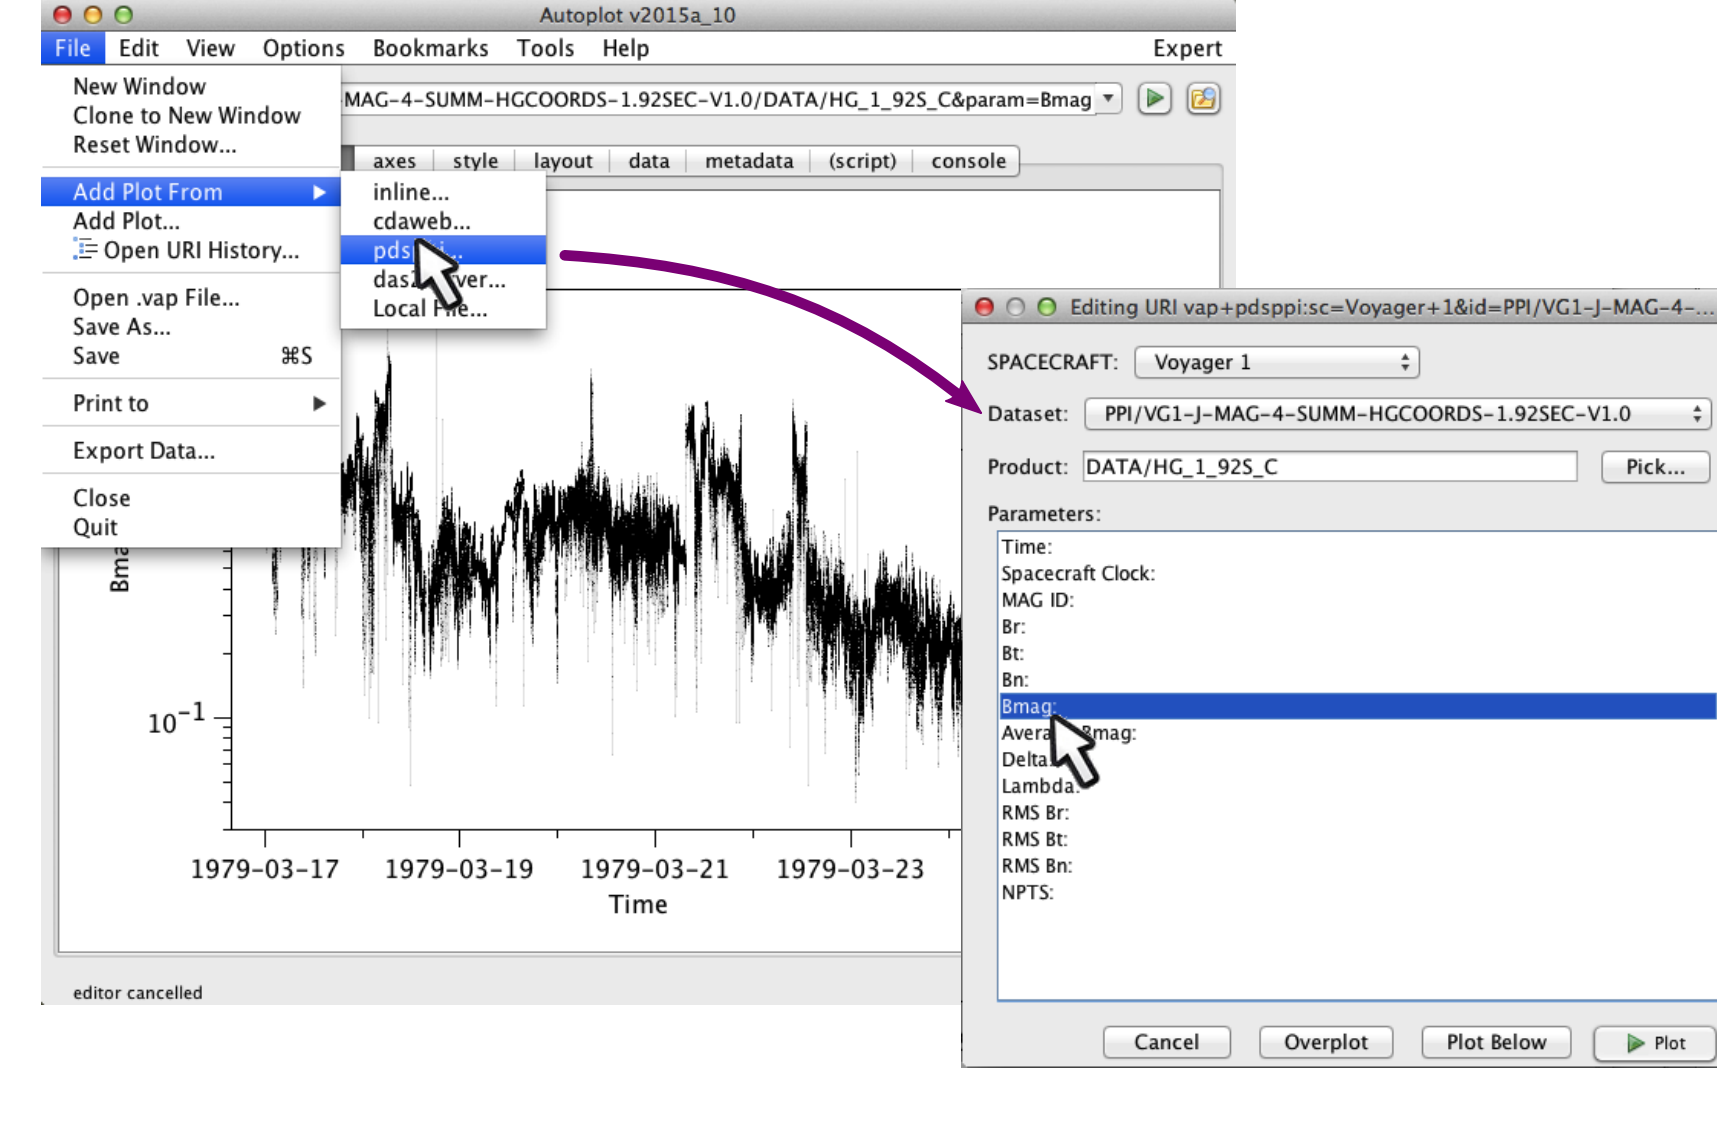 Autoplot v2015a_10
File Edit View Options Bookmarks Tools Help Expert
New Window
Clone to New Window
Reset Window...
Add Plot From
Add Plot...
Open URI History...
Open .vap File...
Save As...
Save ⌘S
Print to
Export Data...
Close
Quit
MAG-4-SUMM-HGCOORDS-1.92SEC-V1.0/DATA/HG_1_92S_C&param=Bmag
axes style layout data metadata (script) console
inline...
cdaweb...
Local File...
10⁻¹
1979-03-17 1979-03-19 1979-03-21 1979-03-23
Time
editor cancelled
Editing URI vap+pdsppi:sc=Voyager+1&id=PPI/VG1-J-MAG-4-...
SPACECRAFT: Voyager 1
Dataset: PPI/VG1-J-MAG-4-SUMM-HGCOORDS-1.92SEC-V1.0
Product: DATA/HG_1_92S_C Pick...
Parameters:
Time:
Spacecraft Clock:
MAG ID:
Br:
Bt:
Bn:
Bmag:
Delta:
Lambda:
RMS Br:
RMS Bt:
RMS Bn:
NPTS:
Cancel Overplot Plot Below Plot